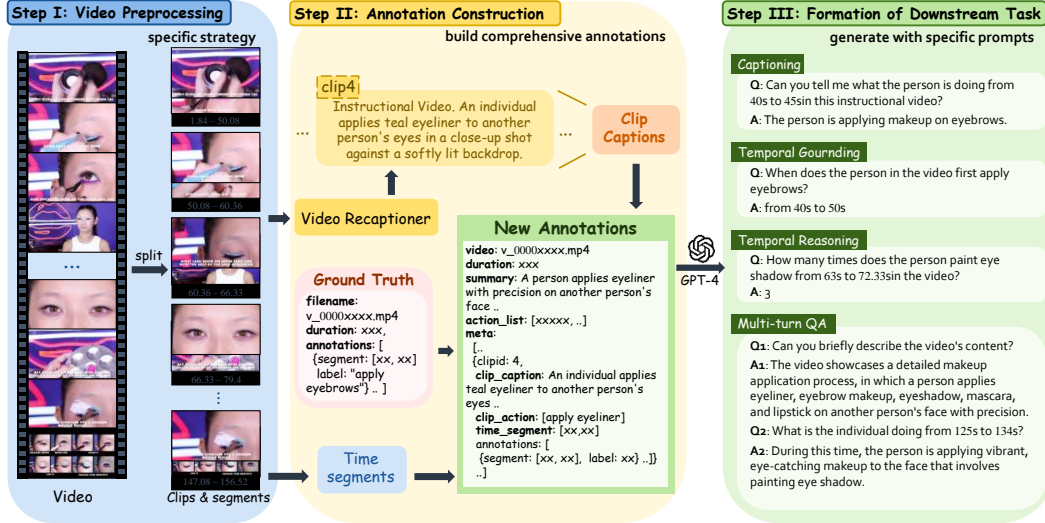 Step I: Video Preprocessing
specific strategy
1.84 – 50.08
50.08 – 60.36
60.36 – 66.33
66.33 – 79.4
...
147.08 – 156.52
...
split
Video
Clips & segments
Step II: Annotation Construction
build comprehensive annotations
clip4
Instructional Video. An individual
applies teal eyeliner to another
person's eyes in a close-up shot
against a softly lit backdrop.
...
...
Clip
Captions
Video Recaptioner
Ground Truth
filename:
v_0000xxxx.mp4
duration: xxx,
annotations: [
{segment: [xx, xx]
label: "apply
eyebrows"} .. ]
Time
segments
New Annotations
video: v_0000xxxx.mp4
duration: xxx
summary: A person applies eyeliner
with precision on another person's
face ..
action_list: [xxxxx, ..]
meta:
[..
{clipid: 4,
clip_caption: An individual applies
teal eyeliner to another person's
eyes ..
clip_action: [apply eyeliner]
time_segment: [xx,xx]
annotations: [
{segment: [xx, xx], label: xx} ..]}
..]
GPT-4
Step III: Formation of Downstream Task
generate with specific prompts
Captioning
Q: Can you tell me what the person is doing from
40s to 45sin this instructional video?
A: The person is applying makeup on eyebrows.
Temporal Gournding
Q: When does the person in the video first apply
eyebrows?
A: from 40s to 50s
Temporal Reasoning
Q: How many times does the person paint eye
shadow from 63s to 72.33sin the video?
A: 3
Multi-turn QA
Q1: Can you briefly describe the video's content?
A1: The video showcases a detailed makeup
application process, in which a person applies
eyeliner, eyebrow makeup, eyeshadow, mascara,
and lipstick on another person's face with precision.
Q2: What is the individual doing from 125s to 134s?
A2: During this time, the person is applying vibrant,
eye-catching makeup to the face that involves
painting eye shadow.